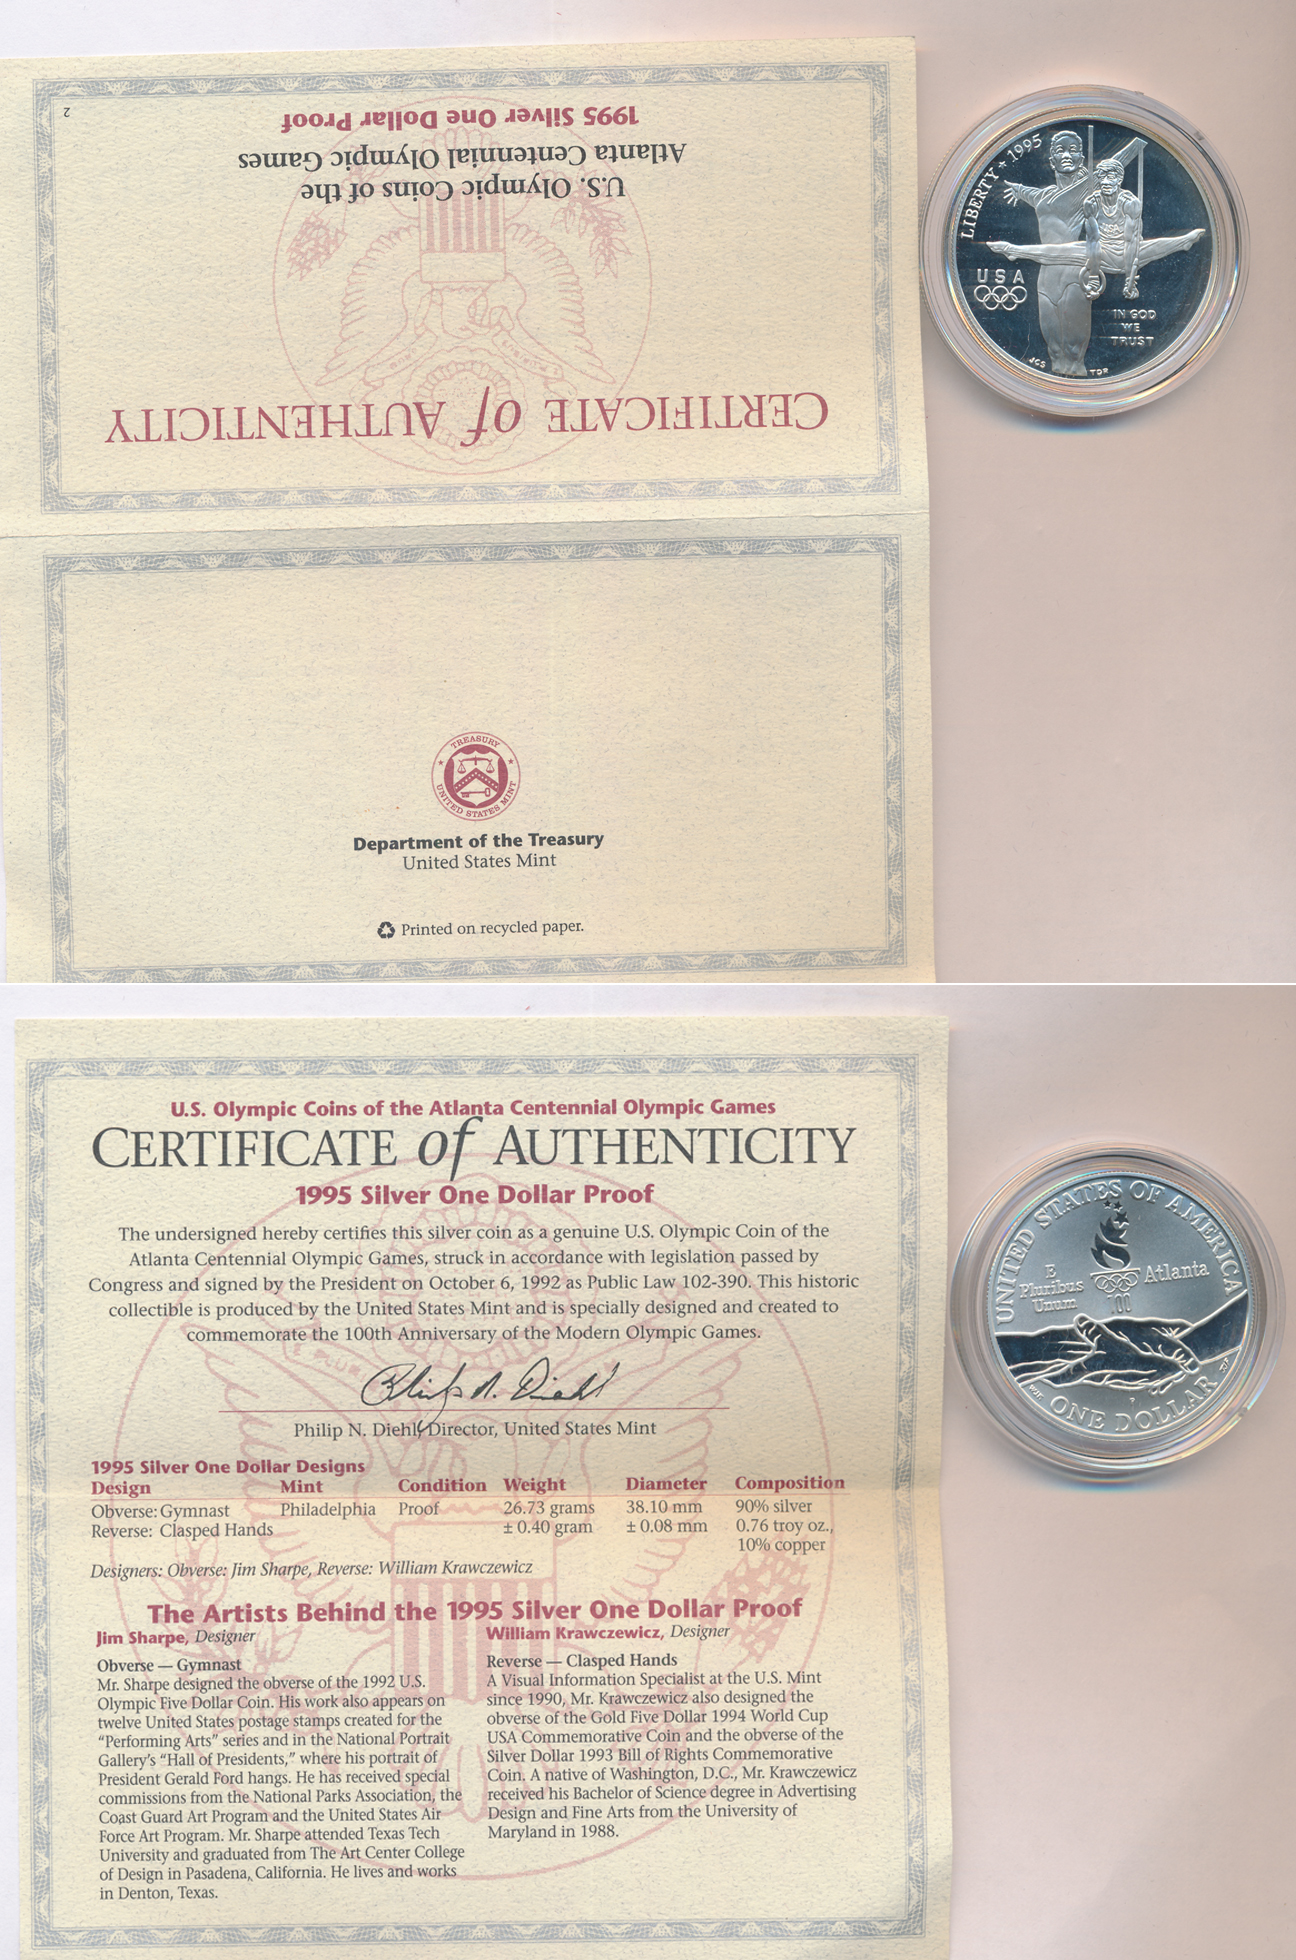 CERTIFICATE of AUTHENTICITY
U.S. Olympic Coins of the
Atlanta Centennial Olympic Games
1995 Silver One Dollar Proof
2
LIBERTY ★ 1995
USA
USA
IN GOD
WE
TRUST
JCS
TDR
TREASURY
UNITED STATES MINT
Department of the Treasury
United States Mint
Printed on recycled paper.
U.S. Olympic Coins of the Atlanta Centennial Olympic Games
CERTIFICATE of AUTHENTICITY
1995 Silver One Dollar Proof
The undersigned hereby certifies this silver coin as a genuine U.S. Olympic Coin of the
Atlanta Centennial Olympic Games, struck in accordance with legislation passed by
Congress and signed by the President on October 6, 1992 as Public Law 102-390. This historic
collectible is produced by the United States Mint and is specially designed and created to
commemorate the 100th Anniversary of the Modern Olympic Games.
Philip N. Diehl
Philip N. Diehl, Director, United States Mint
1995 Silver One Dollar Designs
Design Mint Condition Weight Diameter Composition
Obverse: Gymnast Philadelphia Proof 26.73 grams 38.10 mm 90% silver
Reverse: Clasped Hands ± 0.40 gram ± 0.08 mm 0.76 troy oz.,
10% copper
Designers: Obverse: Jim Sharpe, Reverse: William Krawczewicz
The Artists Behind the 1995 Silver One Dollar Proof
Jim Sharpe, Designer
Obverse — Gymnast
Mr. Sharpe designed the obverse of the 1992 U.S.
Olympic Five Dollar Coin. His work also appears on
twelve United States postage stamps created for the
“Performing Arts” series and in the National Portrait
Gallery’s “Hall of Presidents,” where his portrait of
President Gerald Ford hangs. He has received special
commissions from the National Parks Association, the
Coast Guard Art Program and the United States Air
Force Art Program. Mr. Sharpe attended Texas Tech
University and graduated from The Art Center College
of Design in Pasadena, California. He lives and works
in Denton, Texas.
William Krawczewicz, Designer
Reverse — Clasped Hands
A Visual Information Specialist at the U.S. Mint
since 1990, Mr. Krawczewicz also designed the
obverse of the Gold Five Dollar 1994 World Cup
USA Commemorative Coin and the obverse of the
Silver Dollar 1993 Bill of Rights Commemorative
Coin. A native of Washington, D.C., Mr. Krawczewicz
received his Bachelor of Science degree in Advertising
Design and Fine Arts from the University of
Maryland in 1988.
UNITED STATES OF AMERICA
E
Pluribus
Unum
Atlanta
100
P
ONE DOLLAR